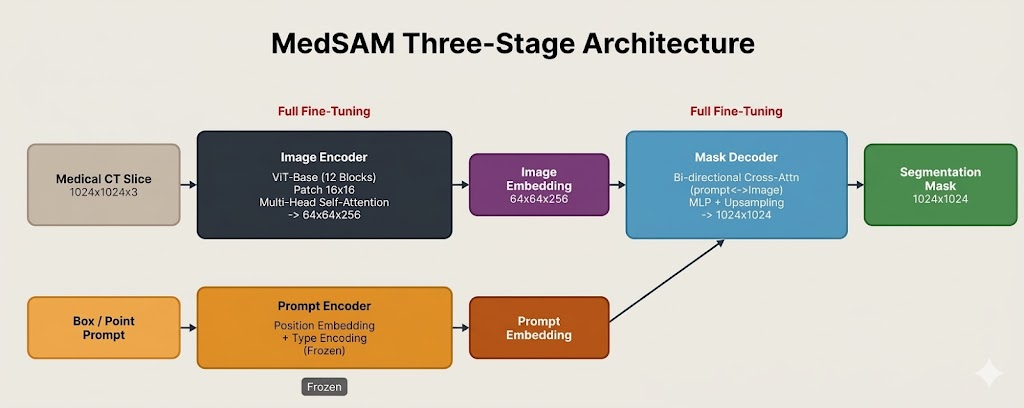 MedSAM Three-Stage Architecture
Full Fine-Tuning
Full Fine-Tuning
Medical CT Slice
1024x1024x3
Image Encoder
ViT-Base (12 Blocks)
Patch 16x16
Multi-Head Self-Attention
-> 64x64x256
Image
Embedding
64x64x256
Mask Decoder
Bi-directional Cross-Attn
(prompt<->Image)
MLP + Upsampling
-> 1024x1024
Segmentation
Mask
1024x1024
Box / Point
Prompt
Prompt Encoder
Position Embedding
+ Type Encoding
(Frozen)
Prompt
Embedding
Frozen